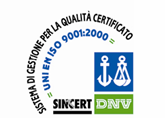 SISTEMA DI GESTIONE PER LA QUALITÀ CERTIFICATO
= UNI EN ISO 9001:2000 =
SINCERT
DNV